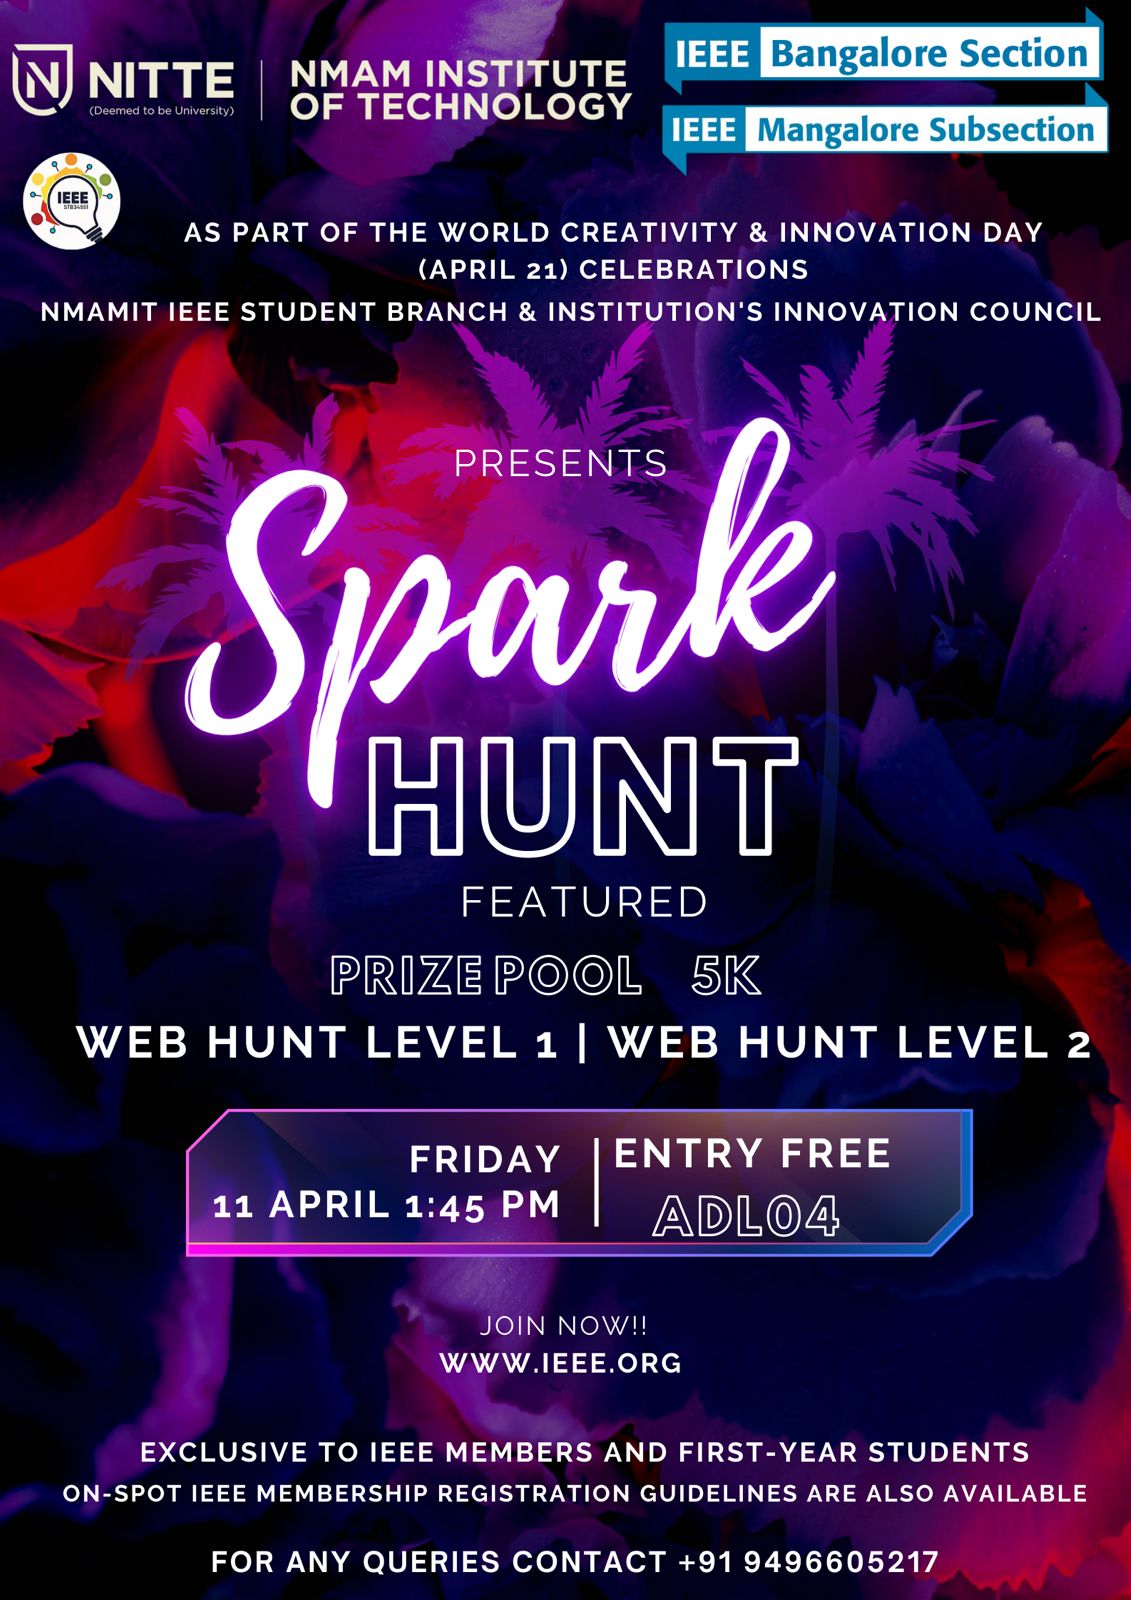 NITTE
(Deemed to be University)
NMAM INSTITUTE
OF TECHNOLOGY
IEEE Bangalore Section
IEEE Mangalore Subsection
IEEE
STB34551
AS PART OF THE WORLD CREATIVITY & INNOVATION DAY
(APRIL 21) CELEBRATIONS
NMAMIT IEEE STUDENT BRANCH & INSTITUTION'S INNOVATION COUNCIL
PRESENTS
Spark
HUNT
FEATURED
PRIZE POOL 5K
WEB HUNT LEVEL 1 | WEB HUNT LEVEL 2
FRIDAY
11 APRIL 1:45 PM
ENTRY FREE
ADL04
JOIN NOW!!
WWW.IEEE.ORG
EXCLUSIVE TO IEEE MEMBERS AND FIRST-YEAR STUDENTS
ON-SPOT IEEE MEMBERSHIP REGISTRATION GUIDELINES ARE ALSO AVAILABLE
FOR ANY QUERIES CONTACT +91 9496605217